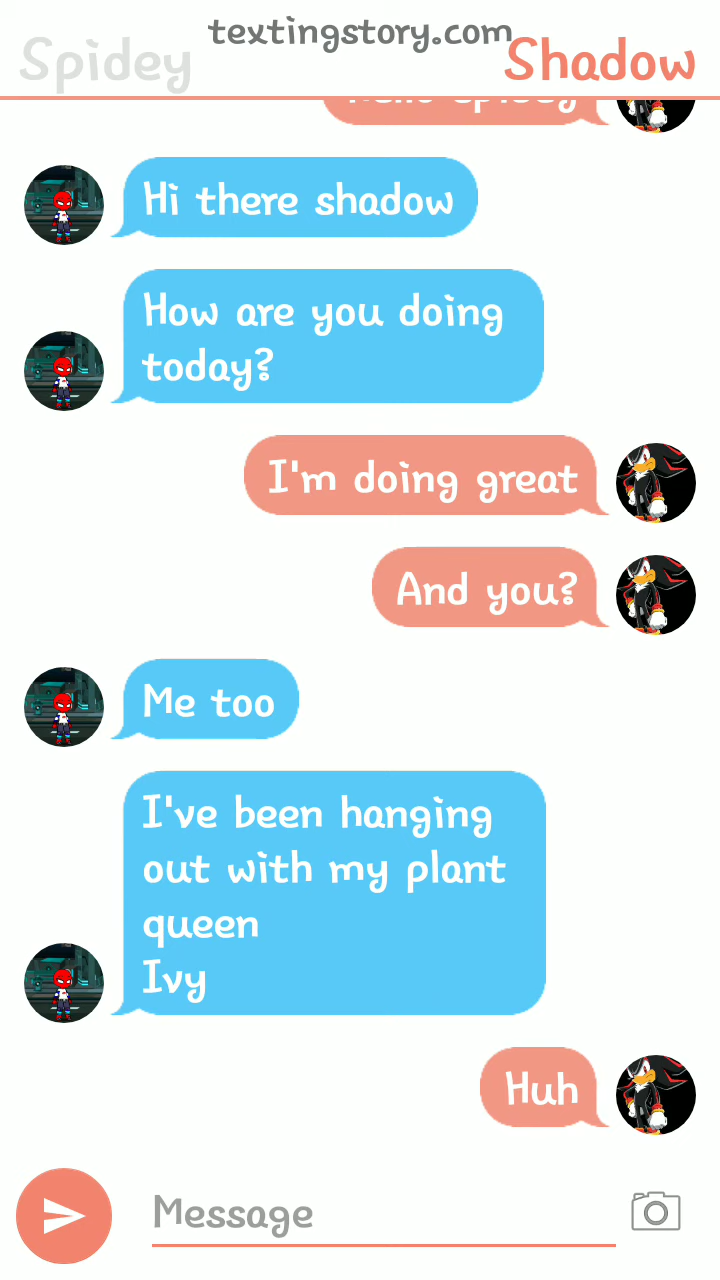 textingstory.com
Spidey
Shadow
Hi there shadow
How are you doing
today?
I'm doing great
And you?
Me too
I've been hanging
out with my plant
queen
Ivy
Huh
Message